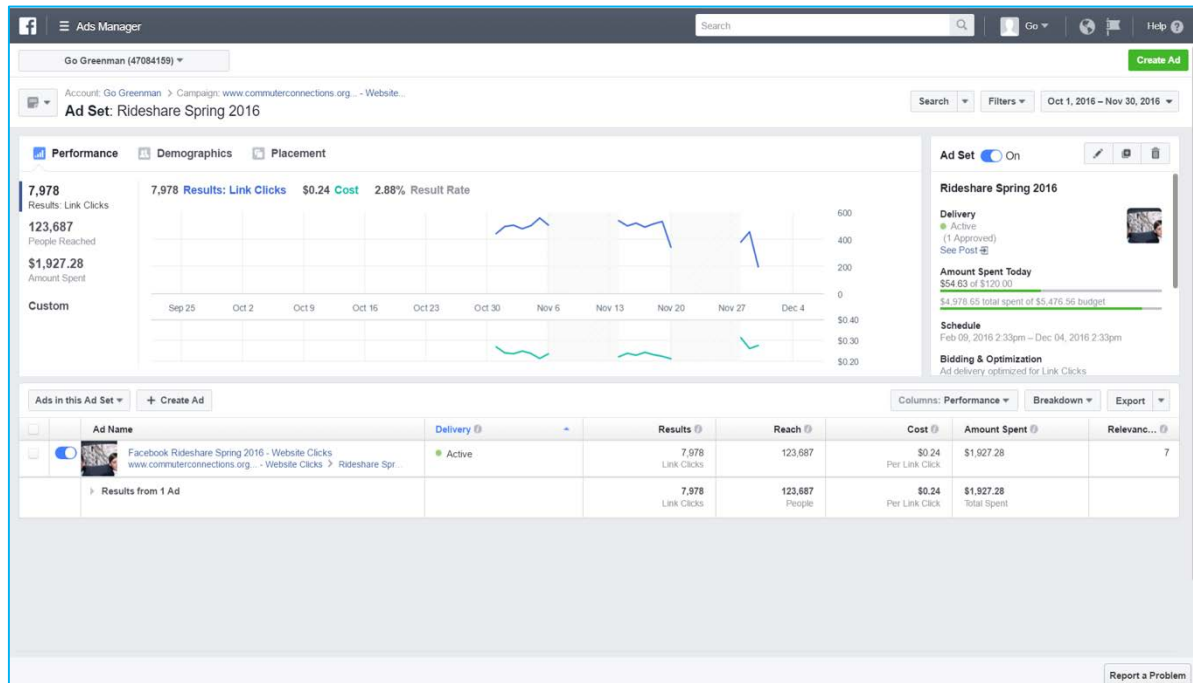 f Ads Manager Search Go Help
Go Greenman (47084159) Create Ad
Account: Go Greenman > Campaign: www.commuterconnections.org... - Website...
Ad Set: Rideshare Spring 2016
Search Filters Oct 1, 2016 – Nov 30, 2016
Performance Demographics Placement
7,978
Results: Link Clicks
123,687
People Reached
$1,927.28
Amount Spent
Custom
7,978 Results: Link Clicks $0.24 Cost 2.88% Result Rate
600
400
200
0
Sep 25 Oct 2 Oct 9 Oct 16 Oct 23 Oct 30 Nov 6 Nov 13 Nov 20 Nov 27 Dec 4
$0.40
$0.30
$0.20
Ad Set On
Rideshare Spring 2016
Delivery
Active
(1 Approved)
See Post
Amount Spent Today
$54.63 of $120.00
$4,978.65 total spent of $5,476.56 budget
Schedule
Feb 09, 2016 2:33pm – Dec 04, 2016 2:33pm
Bidding & Optimization
Ad delivery optimized for Link Clicks
Ads in this Ad Set + Create Ad Columns: Performance Breakdown Export
Ad Name Delivery Results Reach Cost Amount Spent Relevanc...
Facebook Rideshare Spring 2016 - Website Clicks Active 7,978 123,687 $0.24 $1,927.28 7
www.commuterconnections.org... - Website Clicks > Rideshare Spr... Link Clicks Per Link Click
Results from 1 Ad 7,978 123,687 $0.24 $1,927.28
Link Clicks People Per Link Click Total Spent
Report a Problem